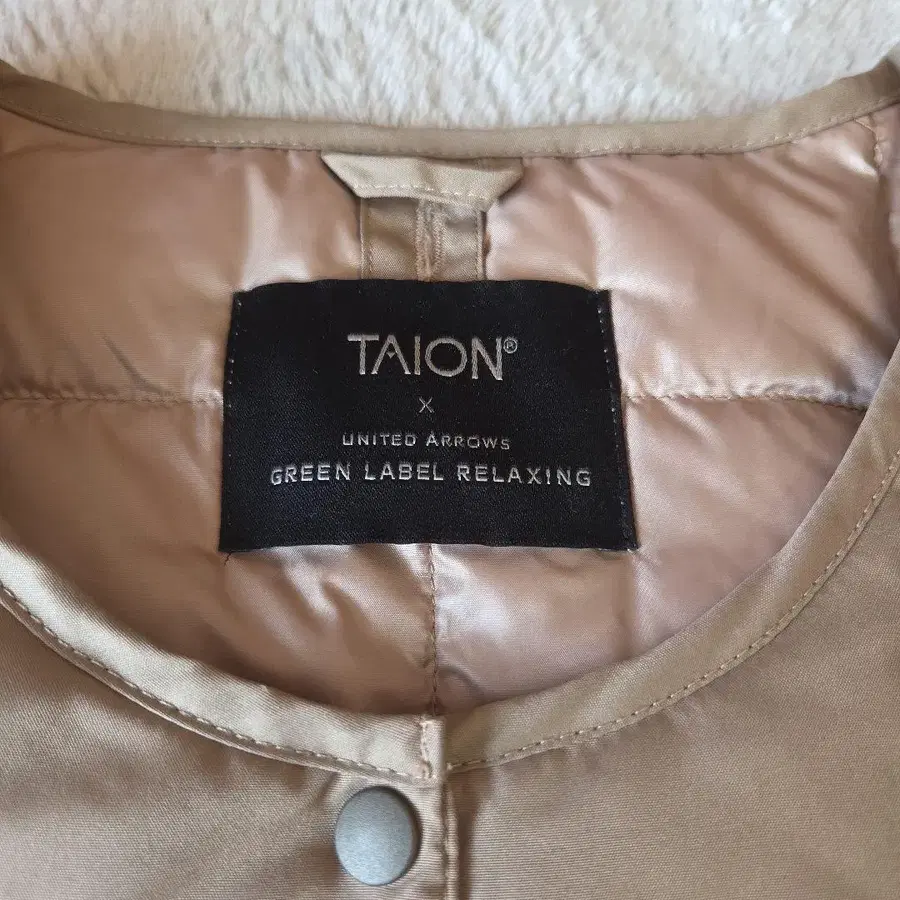 TAION®
X
UNITED ARROWS
GREEN LABEL RELAXING